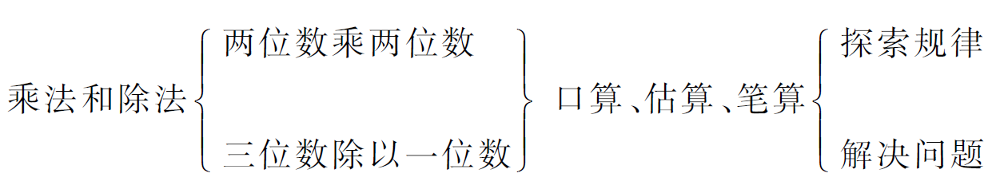 两位数乘两位数
探索规律
乘法和除法
口算、估算、笔算
三位数除以一位数
解决问题